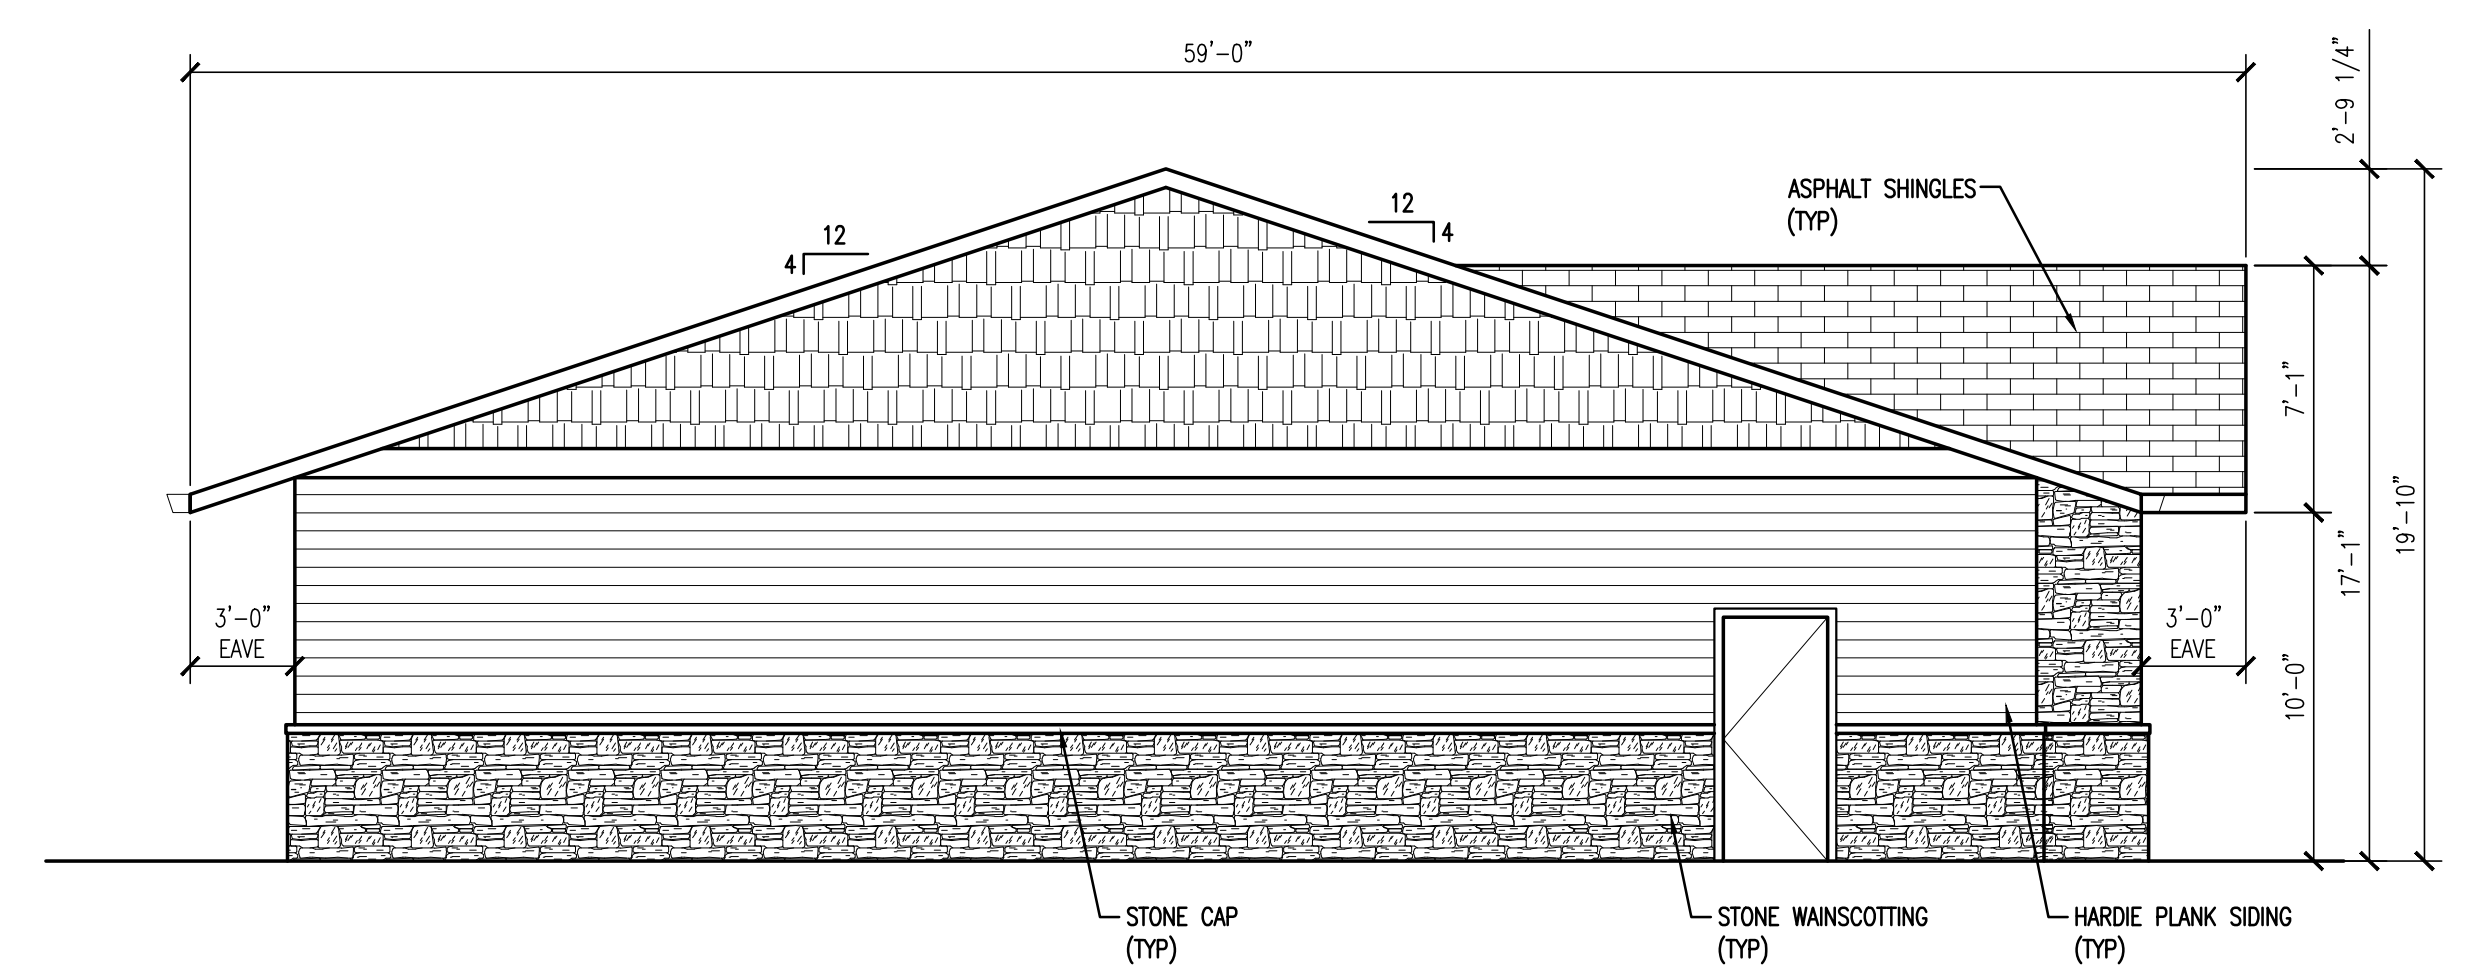 59'-0"
2'-9 1/4"
ASPHALT SHINGLES
(TYP)
12
4
12
4
7'-1"
19'-10"
17'-1"
3'-0"
EAVE
3'-0"
EAVE
10'-0"
STONE CAP
(TYP)
STONE WAINSCOTTING
(TYP)
HARDIE PLANK SIDING
(TYP)